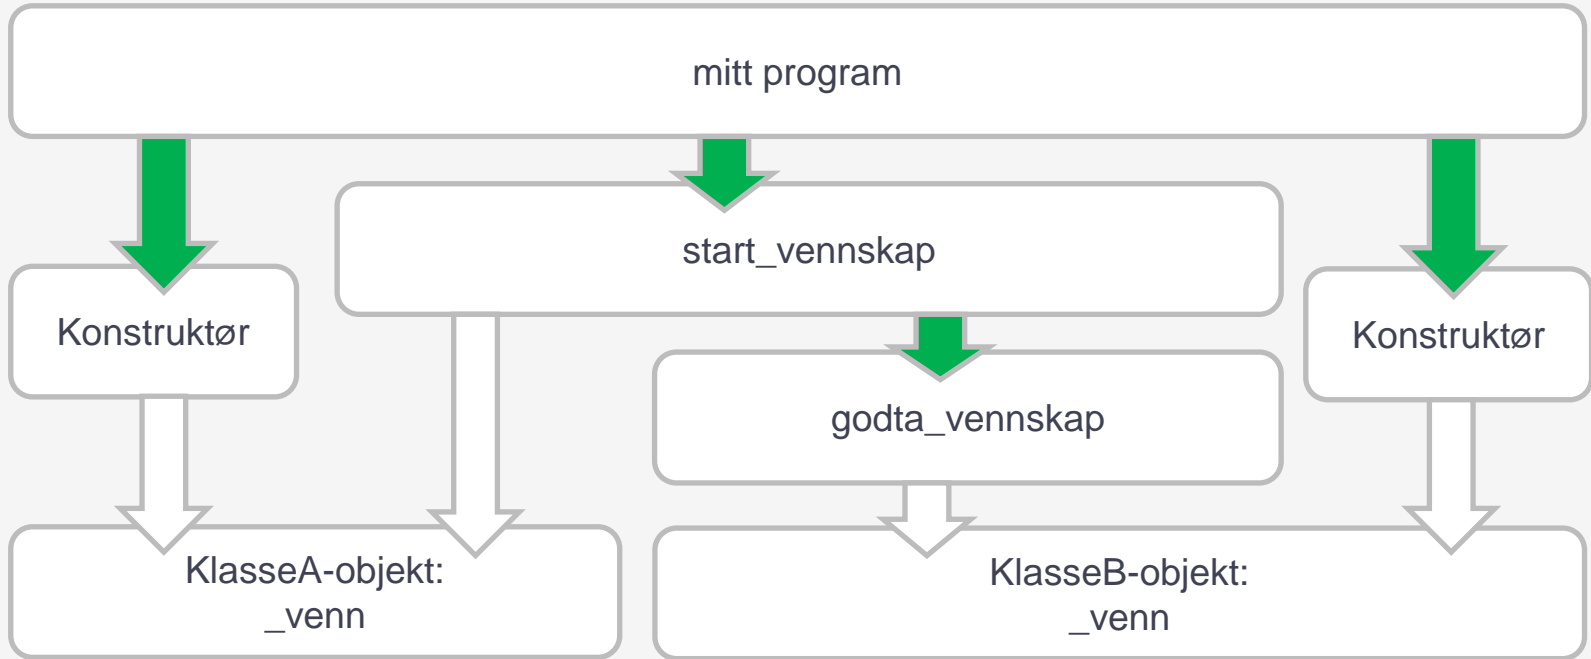 mitt program
start_vennskap
Konstruktør
Konstruktør
godta_vennskap
KlasseA-objekt:
_venn
KlasseB-objekt:
_venn